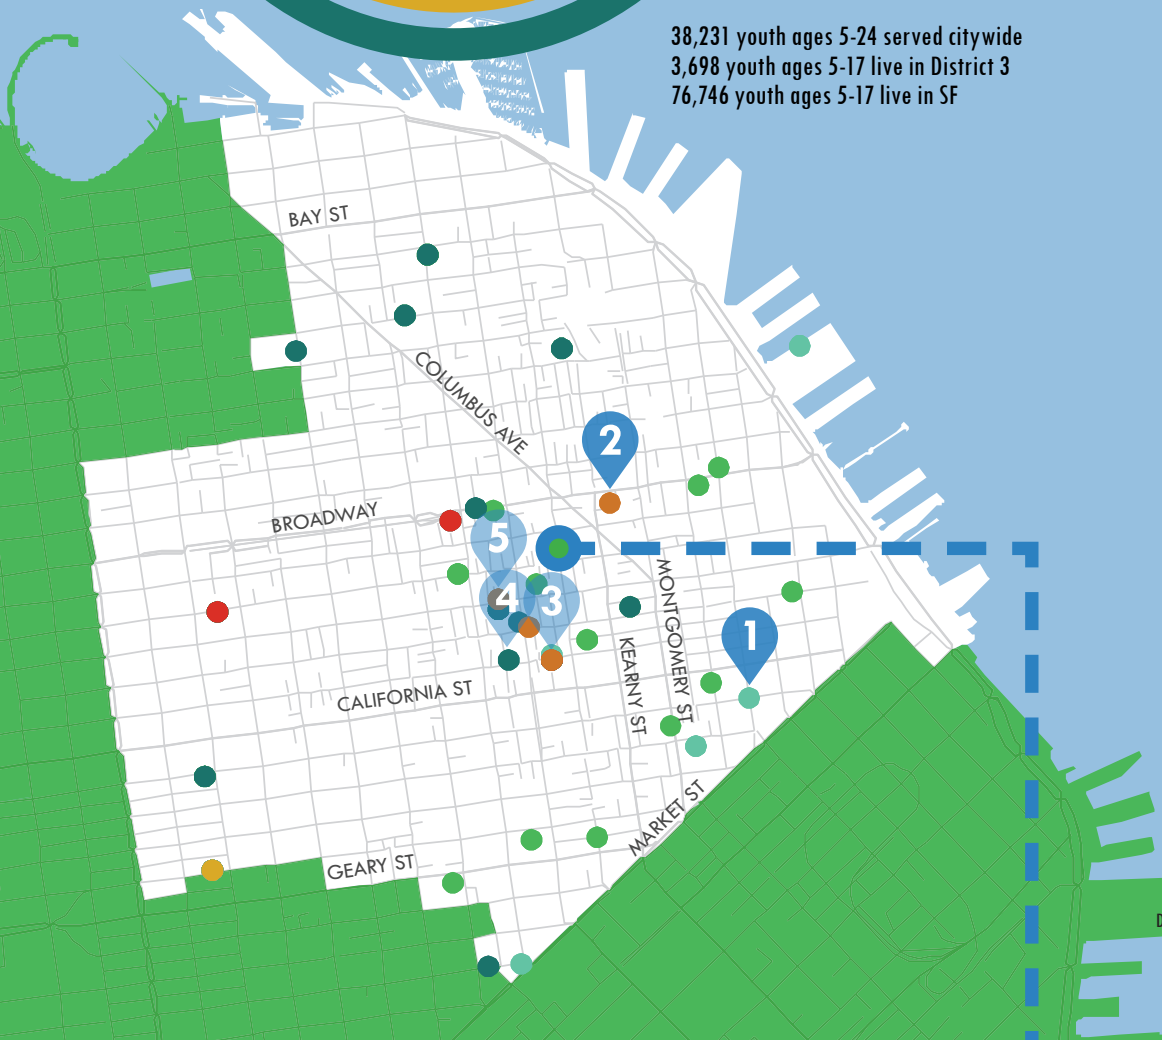 38,231 youth ages 5-24 served citywide
3,698 youth ages 5-17 live in District 3
76,746 youth ages 5-17 live in SF
BAY ST
COLUMBUS AVE
2
BROADWAY
5
4
3
MONTGOMERY ST
1
KEARNY ST
CALIFORNIA ST
MARKET ST
GEARY ST